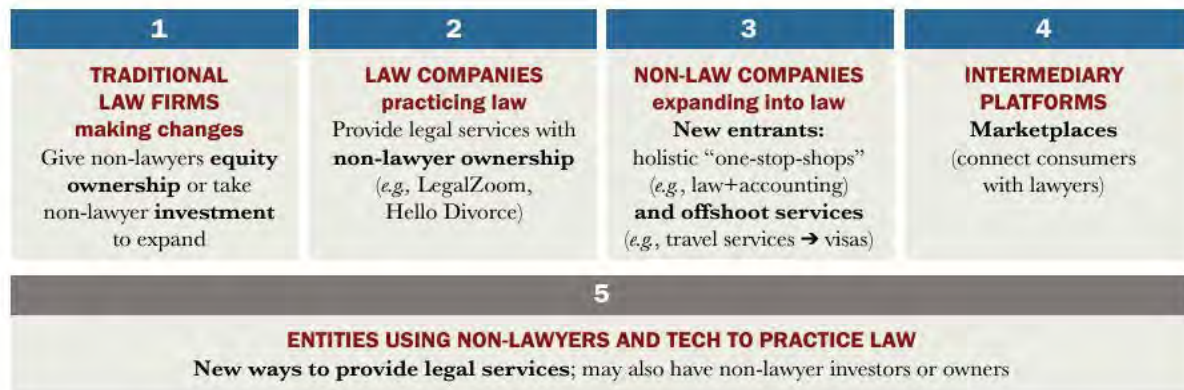 1
TRADITIONAL
LAW FIRMS
making changes
Give non-lawyers equity
ownership or take
non-lawyer investment
to expand
2
LAW COMPANIES
practicing law
Provide legal services with
non-lawyer ownership
(e.g., LegalZoom,
Hello Divorce)
3
NON-LAW COMPANIES
expanding into law
New entrants:
holistic “one-stop-shops”
(e.g., law+accounting)
and offshoot services
(e.g., travel services ➔ visas)
4
INTERMEDIARY
PLATFORMS
Marketplaces
(connect consumers
with lawyers)
5
ENTITIES USING NON-LAWYERS AND TECH TO PRACTICE LAW
New ways to provide legal services; may also have non-lawyer investors or owners